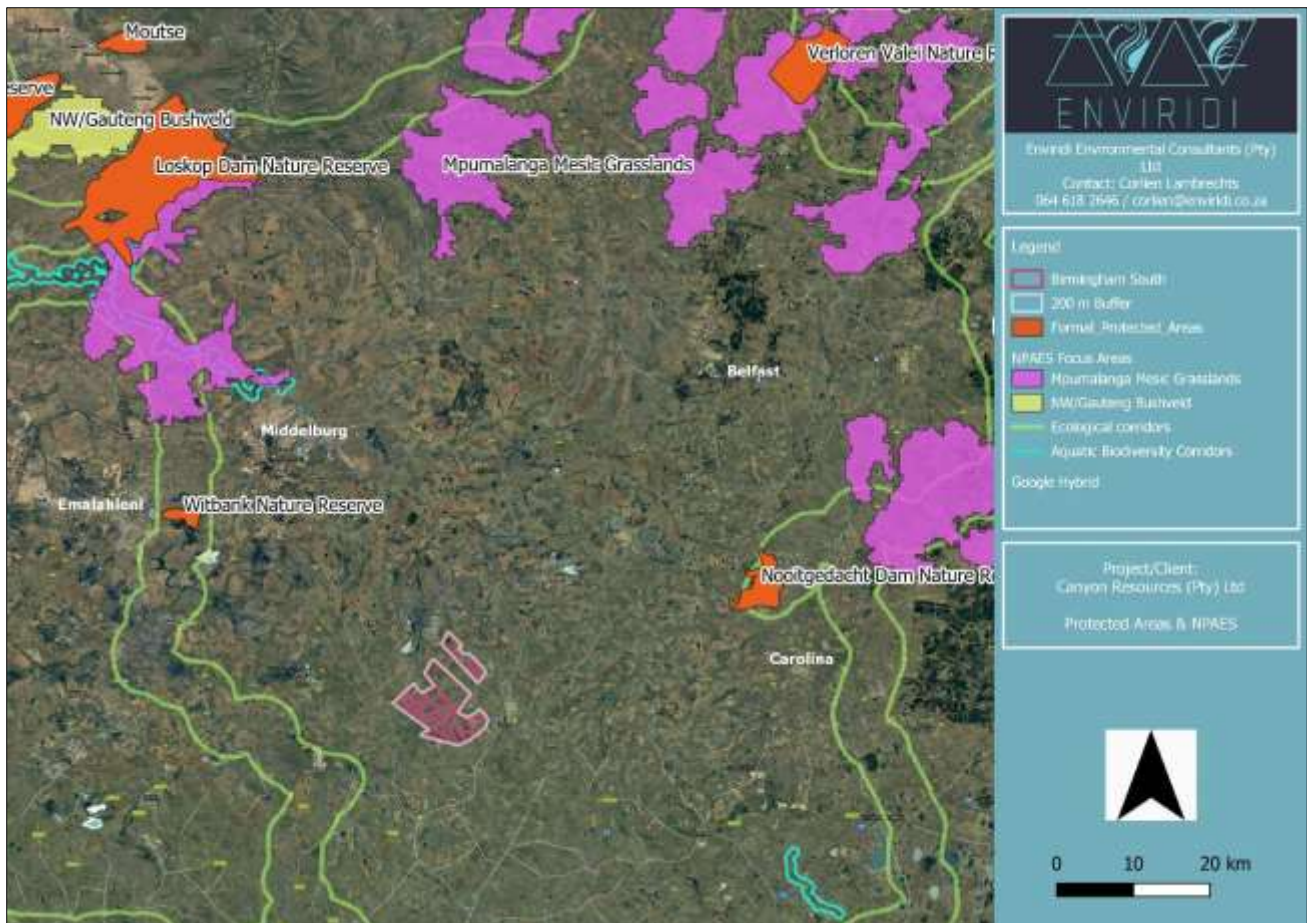 Moutse
Verloren Valei Nature R
serve
NW/Gauteng Bushveld
Loskop Dam Nature Reserve
Mpumalanga Mesic Grasslands
Belfast
Middelburg
Emalahleni
Witbank Nature Reserve
Nooitgedacht Dam Nature Re
Carolina
ENVIRIDI
Enviridi Environmental Consultants (Pty)
Ltd
Contact: Corlien Lambrechts
064 618 2646 / corlien@enviridi.co.za
Legend
Birmingham South
200 m Buffer
Formal_Protected_Areas
NPAES Focus Areas
Mpumalanga Mesic Grasslands
NW/Gauteng Bushveld
Ecological corridors
Aquatic Biodiversity Corridors
Google Hybrid
Project/Client:
Canyon Resources (Pty) Ltd
Protected Areas & NPAES
0 10 20 km